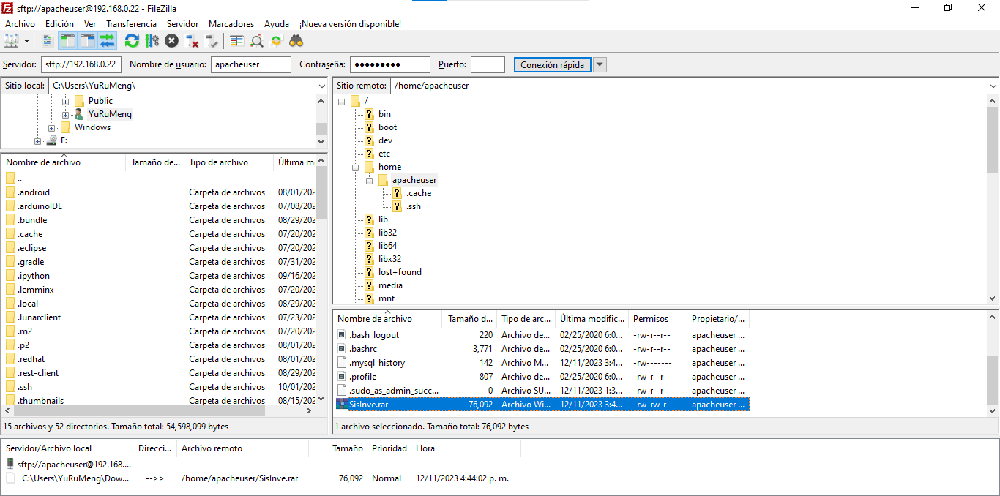 sftp://apacheuser@192.168.0.22 - FileZilla
Archivo Edición Ver Transferencia Servidor Marcadores Ayuda ¡Nueva versión disponible!
Servidor: sftp://192.168.0.22 Nombre de usuario: apacheuser Contraseña: ●●●●●●●●● Puerto: Conexión rápida
Sitio local: C:\Users\YuRuMeng\
Public
YuRuMeng
Windows
E:
Nombre de archivo Tamaño de... Tipo de archivo Última m
..
.android Carpeta de archivos 08/01/202
.arduinoIDE Carpeta de archivos 07/08/202
.bundle Carpeta de archivos 08/29/202
.cache Carpeta de archivos 07/20/202
.eclipse Carpeta de archivos 07/20/202
.gradle Carpeta de archivos 07/31/202
.ipython Carpeta de archivos 09/16/202
.lemminx Carpeta de archivos 07/20/202
.local Carpeta de archivos 08/29/202
.lunarclient Carpeta de archivos 07/23/202
.m2 Carpeta de archivos 07/20/202
.p2 Carpeta de archivos 08/01/202
.redhat Carpeta de archivos 08/01/202
.rest-client Carpeta de archivos 08/29/202
.ssh Carpeta de archivos 10/01/202
.thumbnails Carpeta de archivos 08/15/202
15 archivos y 52 directorios. Tamaño total: 54,598,099 bytes
Sitio remoto: /home/apacheuser
/
bin
boot
dev
etc
home
apacheuser
.cache
.ssh
lib
lib32
lib64
libx32
lost+found
media
mnt
Nombre de archivo Tamaño d... Tipo de arc... Última modific... Permisos Propietario/...
.bash_logout 220 Archivo de... 02/25/2020 6:0... -rw-r--r-- apacheuser ...
.bashrc 3,771 Archivo de... 02/25/2020 6:0... -rw-r--r-- apacheuser ...
.mysql_history 142 Archivo M... 12/11/2023 3:4... -rw------- apacheuser ...
.profile 807 Archivo de... 02/25/2020 6:0... -rw-r--r-- apacheuser ...
.sudo_as_admin_succ... 0 Archivo SU... 12/11/2023 1:3... -rw-r--r-- apacheuser ...
SisInve.rar 76,092 Archivo Wi... 12/11/2023 3:4... -rw-rw-r-- apacheuser ...
1 archivo seleccionado. Tamaño total: 76,092 bytes
Servidor/Archivo local Direcci... Archivo remoto Tamaño Prioridad Hora
sftp://apacheuser@192.168....
C:\Users\YuRuMeng\Dow... -->> /home/apacheuser/SisInve.rar 76,092 Normal 12/11/2023 4:44:02 p. m.